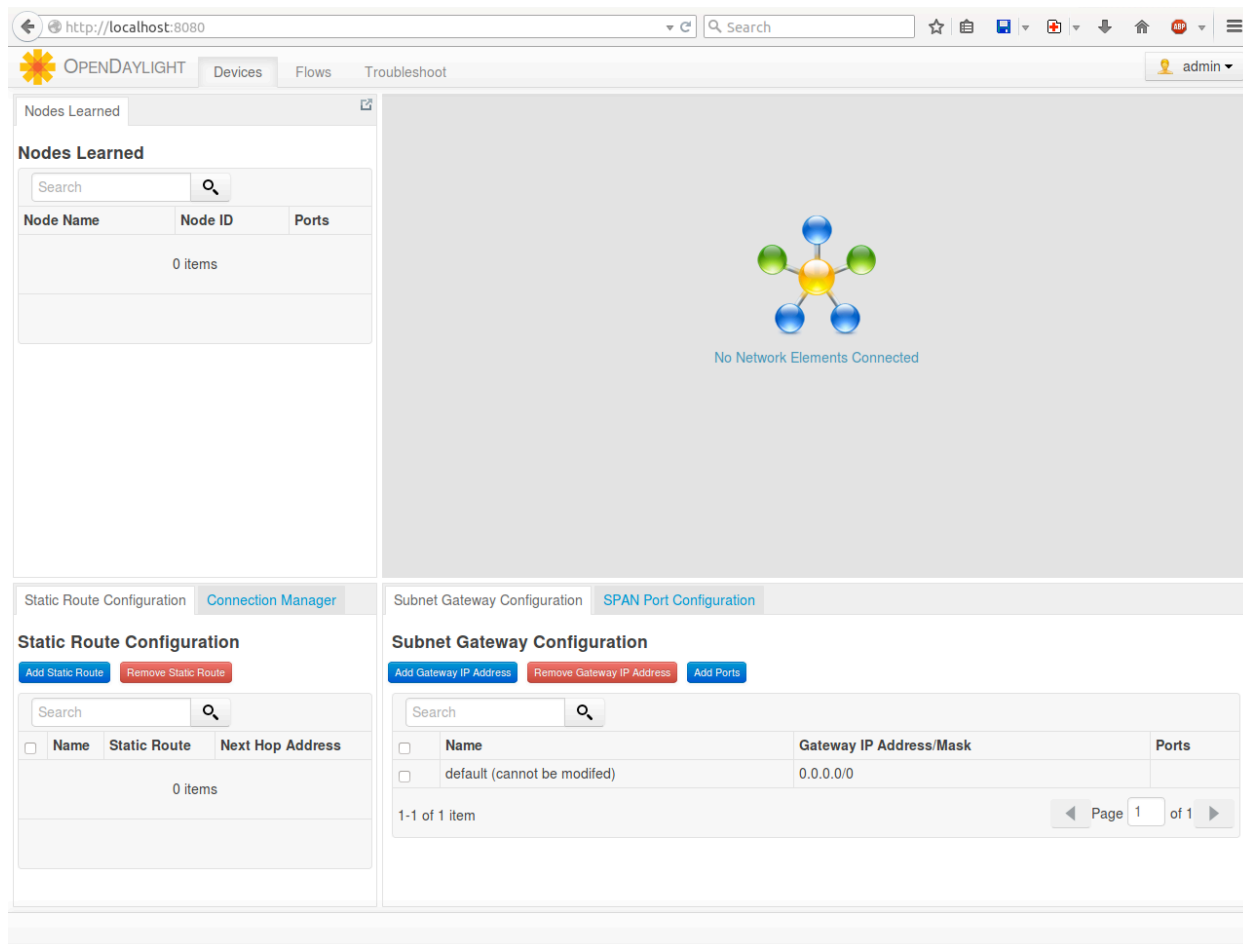 http://localhost:8080
Search
ABP
OPENDAYLIGHT
Devices
Flows
Troubleshoot
admin
Nodes Learned
Nodes Learned
Search
Node Name Node ID Ports
0 items
No Network Elements Connected
Static Route Configuration Connection Manager
Static Route Configuration
Add Static Route Remove Static Route
Search
Name Static Route Next Hop Address
0 items
Subnet Gateway Configuration SPAN Port Configuration
Subnet Gateway Configuration
Add Gateway IP Address Remove Gateway IP Address Add Ports
Search
Name Gateway IP Address/Mask Ports
default (cannot be modifed) 0.0.0.0/0
1-1 of 1 item Page 1 of 1